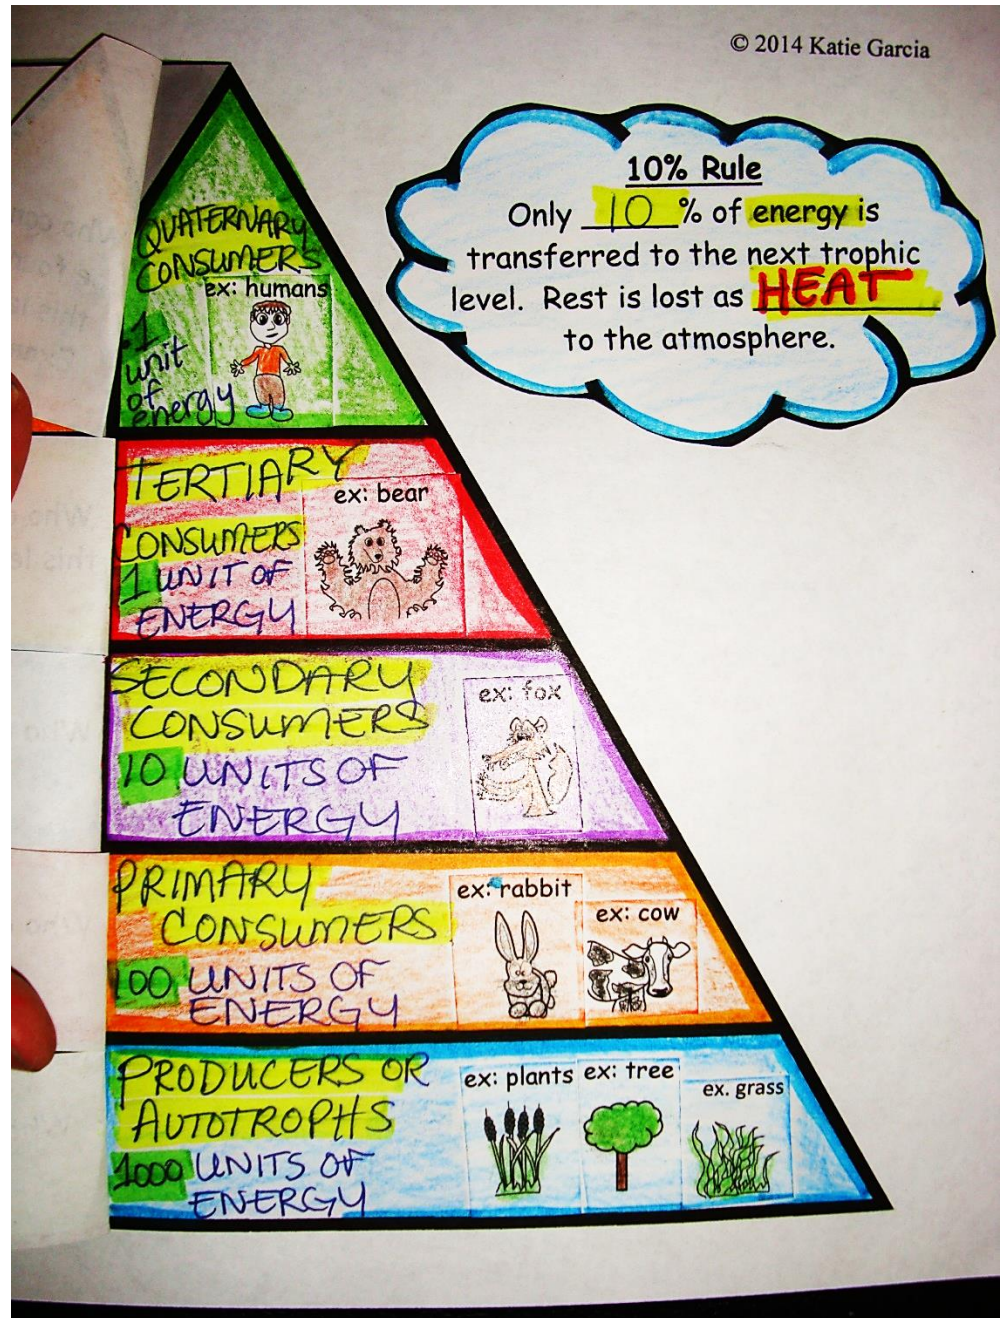 © 2014 Katie Garcia
10% Rule
Only 10 % of energy is
transferred to the next trophic
level. Rest is lost as HEAT
to the atmosphere.
QUATERNARY
CONSUMERS
ex: humans
.1
unit
of
energy
TERTIARY
ex: bear
CONSUMERS
1 UNIT OF
ENERGY
SECONDARY
ex: fox
CONSUMERS
10 UNITS OF
ENERGY
PRIMARY
ex: rabbit
CONSUMERS
ex: cow
100 UNITS OF
ENERGY
PRODUCERS OR
ex: plants
ex: tree
ex. grass
AUTOTROPHS
1000 UNITS OF
ENERGY